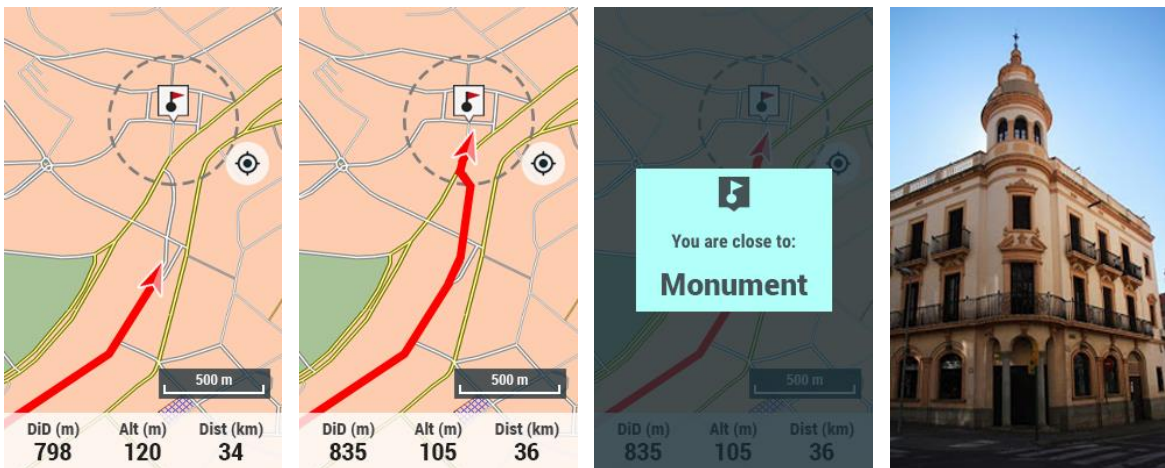 500 m
DiD (m) Alt (m) Dist (km)
798 120 34
500 m
DiD (m) Alt (m) Dist (km)
835 105 36
You are close to:
Monument
500 m
DiD (m) Alt (m) Dist (km)
835 105 36